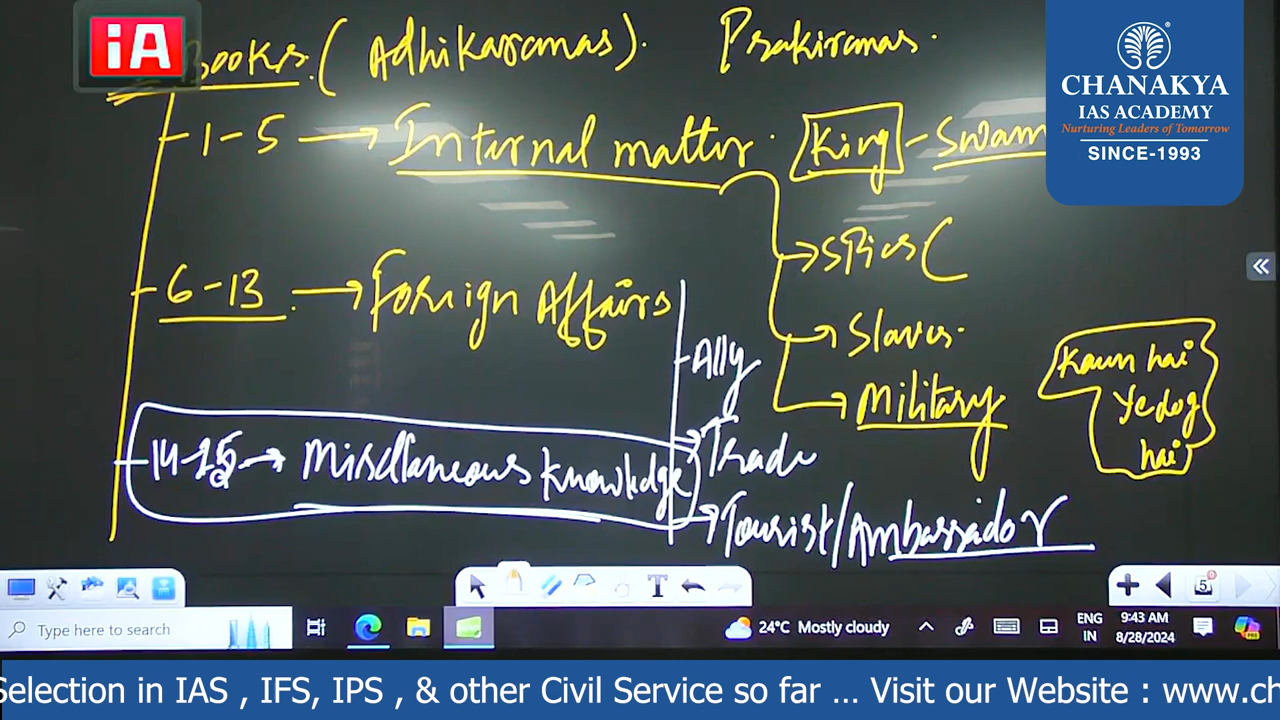 iA
Books. (Adhikaranas). Prakiranas.
CHANAKYA
IAS ACADEMY
Nurturing Leaders of Tomorrow
SINCE-1993
1-5 → Internal matter. King - Swam
→ Spies (
6-13 → Foreign Affairs
→ Slaves.
Ally
→ Military
Kaun hai
ye log
hai
14-15 → Miscllaneous knowledge
→ Trade
→ Tourist/Ambassador
T
5
Type here to search
24°C Mostly cloudy
ENG
IN
9:43 AM
8/28/2024
Selection in IAS , IFS, IPS , & other Civil Service so far ... Visit our Website : www.ch